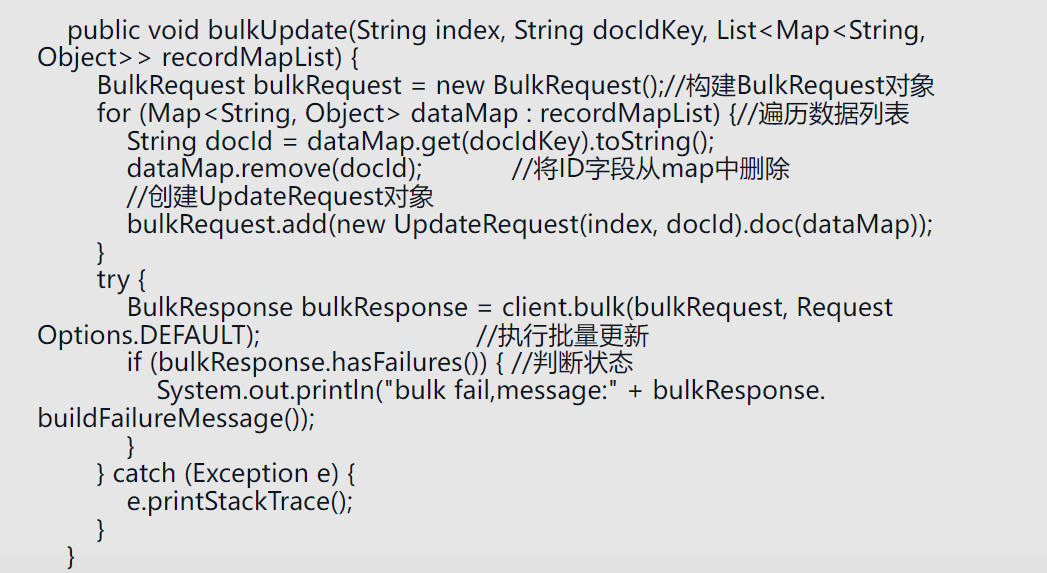 public void bulkUpdate(String index, String docIdKey, List<Map<String,
Object>> recordMapList) {
BulkRequest bulkRequest = new BulkRequest();//构建BulkRequest对象
for (Map<String, Object> dataMap : recordMapList) {//遍历数据列表
String docId = dataMap.get(docIdKey).toString();
dataMap.remove(docId); //将ID字段从map中删除
//创建UpdateRequest对象
bulkRequest.add(new UpdateRequest(index, docId).doc(dataMap));
}
try {
BulkResponse bulkResponse = client.bulk(bulkRequest, Request
Options.DEFAULT); //执行批量更新
if (bulkResponse.hasFailures()) { //判断状态
System.out.println("bulk fail,message:" + bulkResponse.
buildFailureMessage());
}
} catch (Exception e) {
e.printStackTrace();
}
}